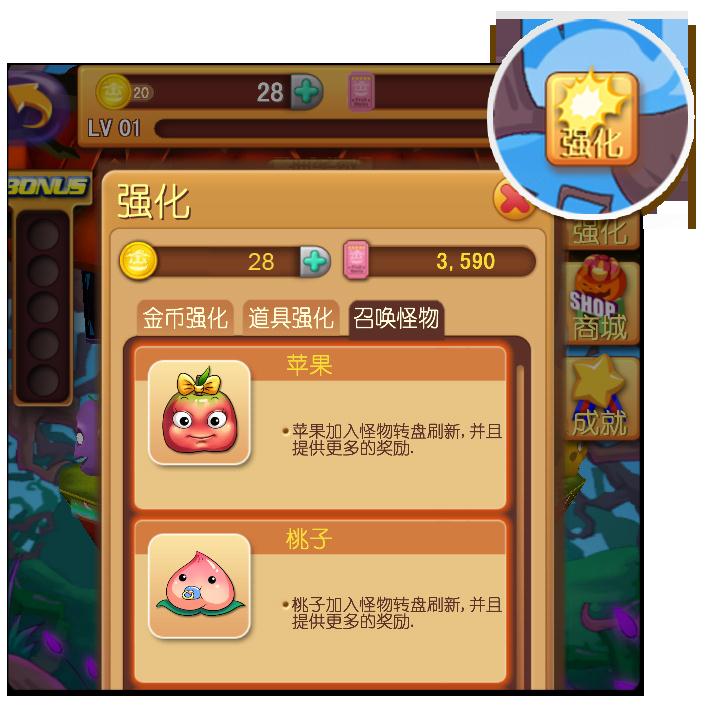 20
28
LV 01
强化
BONUS
强化
28
3,590
强化
SHOP
商城
成就
金币强化
道具强化
召唤怪物
苹果
•苹果加入怪物转盘刷新, 并且
提供更多的奖励.
桃子
•桃子加入怪物转盘刷新, 并且
提供更多的奖励.